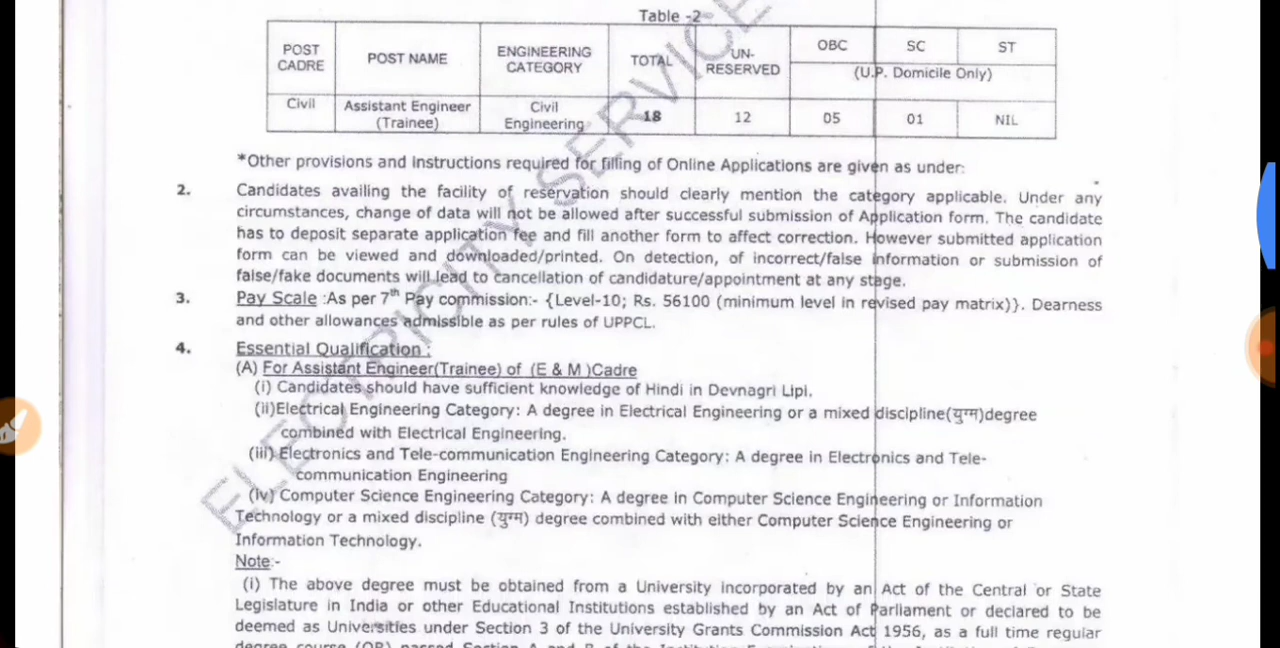 Table -2
POST CADRE POST NAME ENGINEERING CATEGORY TOTAL UN-RESERVED OBC SC ST
(U.P. Domicile Only)
Civil Assistant Engineer (Trainee) Civil Engineering 18 12 05 01 NIL
*Other provisions and instructions required for filling of Online Applications are given as under:
2. Candidates availing the facility of reservation should clearly mention the category applicable. Under any
circumstances, change of data will not be allowed after successful submission of Application form. The candidate
has to deposit separate application fee and fill another form to affect correction. However submitted application
form can be viewed and downloaded/printed. On detection, of incorrect/false information or submission of
false/fake documents will lead to cancellation of candidature/appointment at any stage.
3. Pay Scale :As per 7th Pay commission:- {Level-10; Rs. 56100 (minimum level in revised pay matrix)}. Dearness
and other allowances admissible as per rules of UPPCL.
4. Essential Qualification :
(A) For Assistant Engineer(Trainee) of (E & M )Cadre
(i) Candidates should have sufficient knowledge of Hindi in Devnagri Lipi.
(ii)Electrical Engineering Category: A degree in Electrical Engineering or a mixed discipline(युग्म)degree
combined with Electrical Engineering.
(iii) Electronics and Tele-communication Engineering Category: A degree in Electronics and Tele-
communication Engineering
(iv) Computer Science Engineering Category: A degree in Computer Science Engineering or Information
Technology or a mixed discipline (युग्म) degree combined with either Computer Science Engineering or
Information Technology.
Note:-
(i) The above degree must be obtained from a University incorporated by an Act of the Central or State
Legislature in India or other Educational Institutions established by an Act of Parliament or declared to be
deemed as Universities under Section 3 of the University Grants Commission Act 1956, as a full time regular
degree course (OR) passed Section A and B of the Institution
ELECTRICITY SERVICE